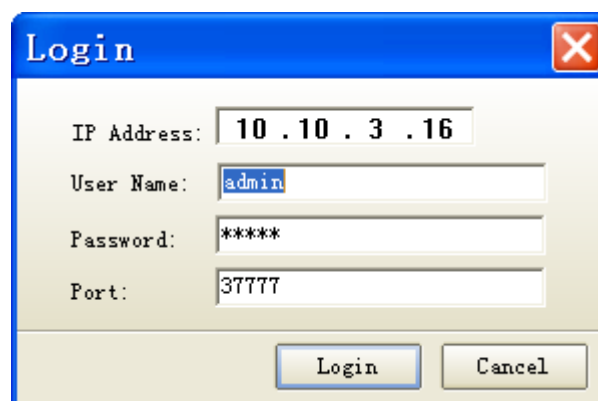 Login
IP Address: 10 .10 . 3 .16
User Name: admin
Password: *****
Port: 37777
Login Cancel